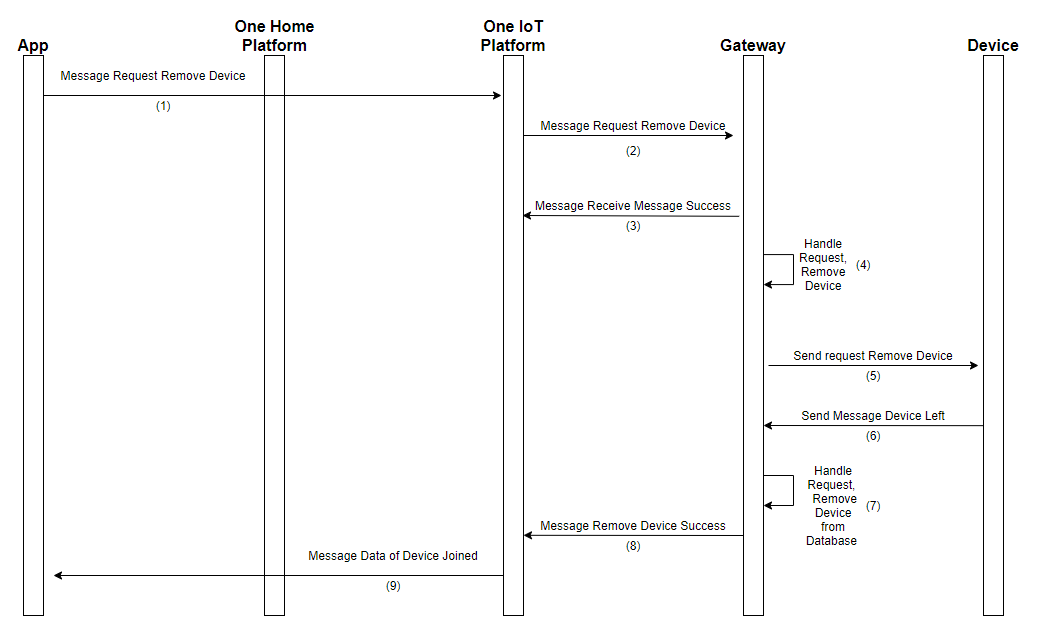 App
One Home
Platform
One IoT
Platform
Gateway
Device
Message Request Remove Device
(1)
Message Request Remove Device
(2)
Message Receive Message Success
(3)
Handle
Request,
Remove
Device
(4)
Send request Remove Device
(5)
Send Message Device Left
(6)
Handle
Request,
Remove
Device
from
Database
(7)
Message Remove Device Success
(8)
Message Data of Device Joined
(9)